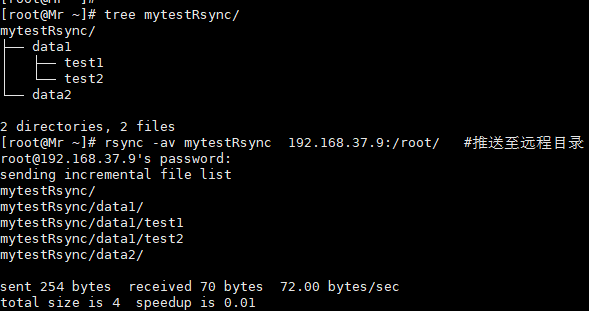 [root@Mr ~]#
[root@Mr ~]# tree mytestRsync/
mytestRsync/
├── data1
│   ├── test1
│   └── test2
└── data2
2 directories, 2 files
[root@Mr ~]# rsync -av mytestRsync  192.168.37.9:/root/   #推送至远程目录
root@192.168.37.9's password:
sending incremental file list
mytestRsync/
mytestRsync/data1/
mytestRsync/data1/test1
mytestRsync/data1/test2
mytestRsync/data2/
sent 254 bytes  received 70 bytes  72.00 bytes/sec
total size is 4  speedup is 0.01